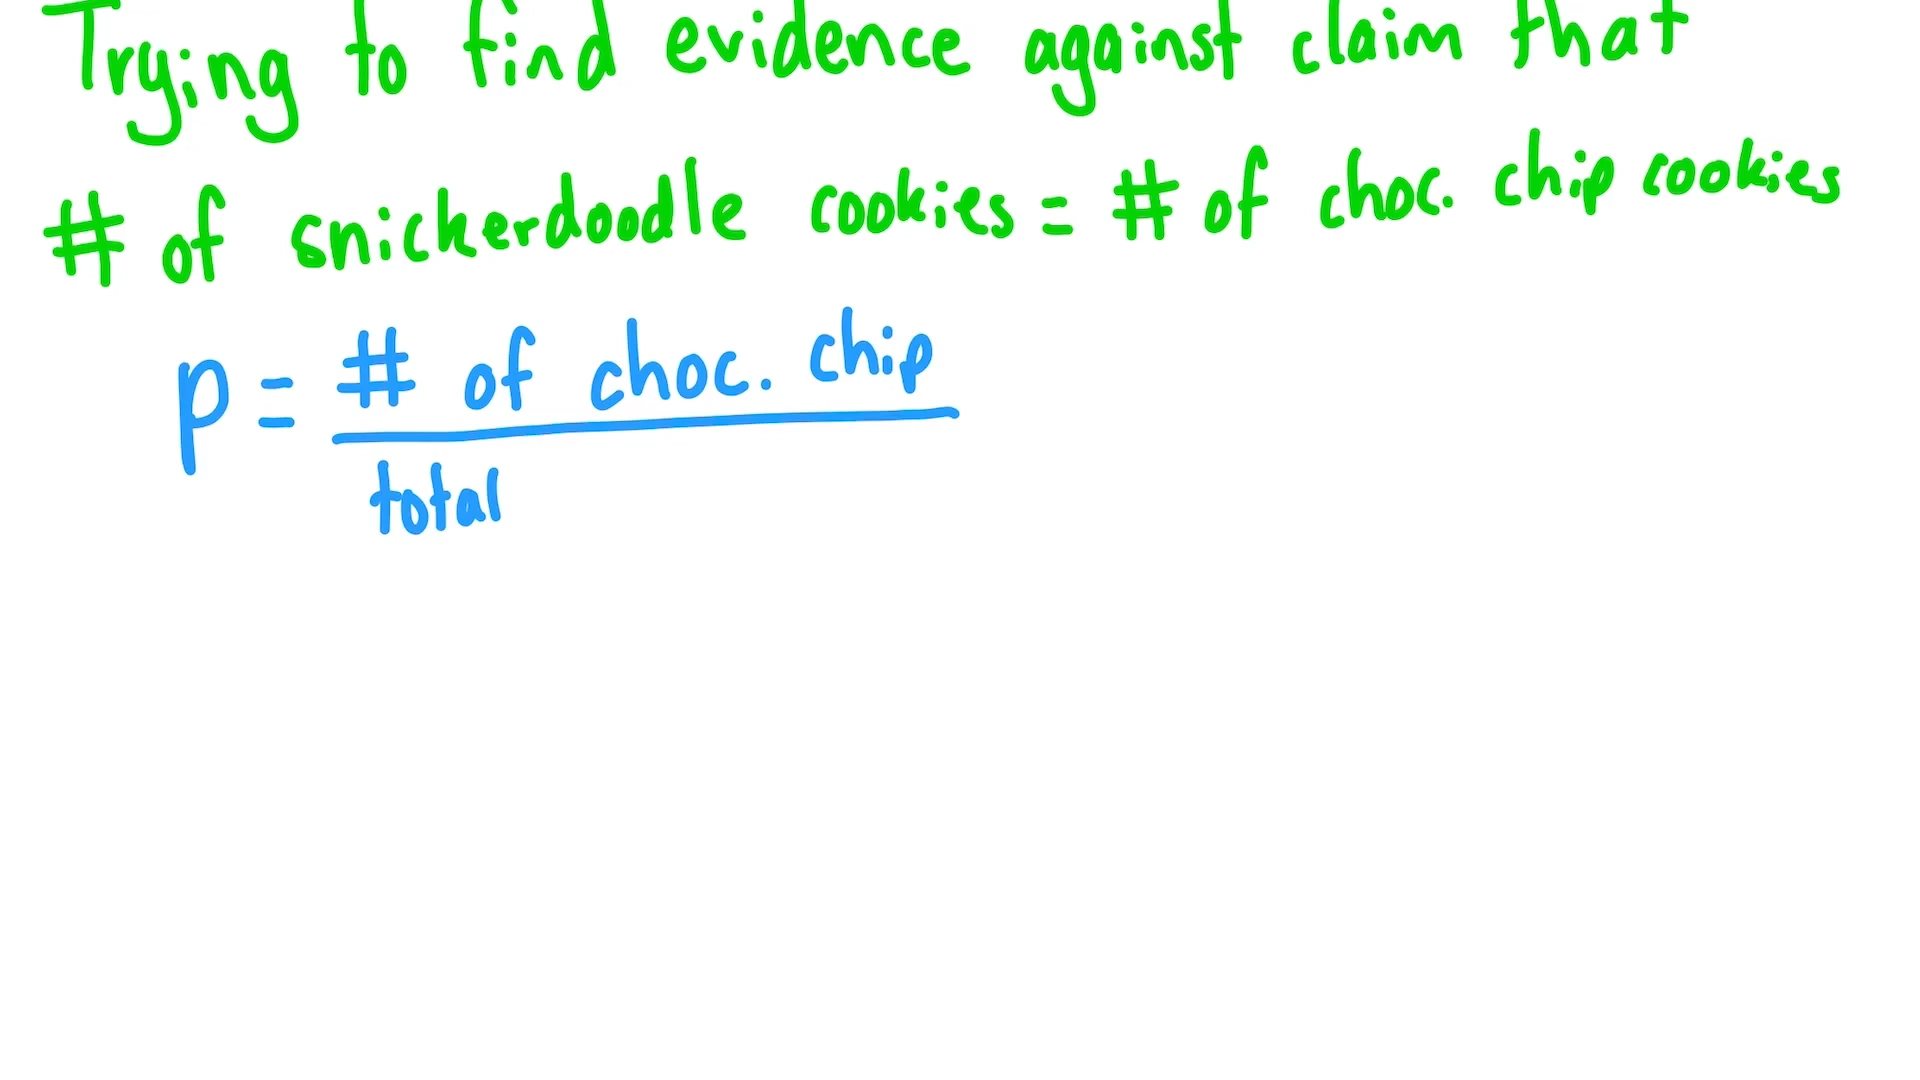 Trying to find evidence against claim that
# of snickerdoodle cookies = # of choc. chip cookies
p = # of choc. chip
total